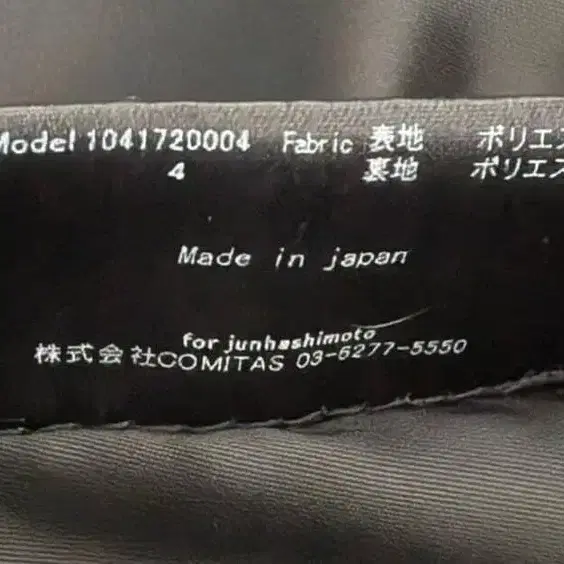 Model 1041720004 Fabric 表地 ポリエス
4 裏地 ポリエス
Made in japan
for junhashimoto
株式会社COMITAS 03-6277-5550